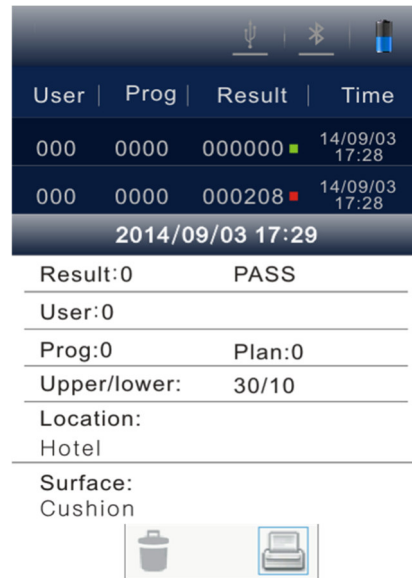 User | Prog | Result | Time
000 0000 000000 14/09/03 17:28
000 0000 000208 14/09/03 17:28
2014/09/03 17:29
Result:0 PASS
User:0
Prog:0 Plan:0
Upper/lower: 30/10
Location:
Hotel
Surface:
Cushion